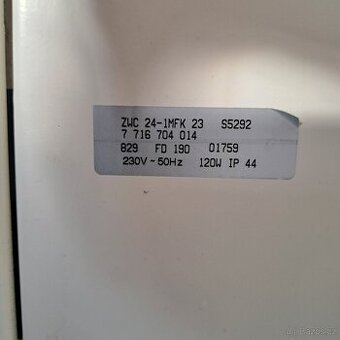 ZWC 24-1MFK 23 S5292
7 716 704 014
829 FD 190 01759
230V ~ 50Hz 120W IP 44